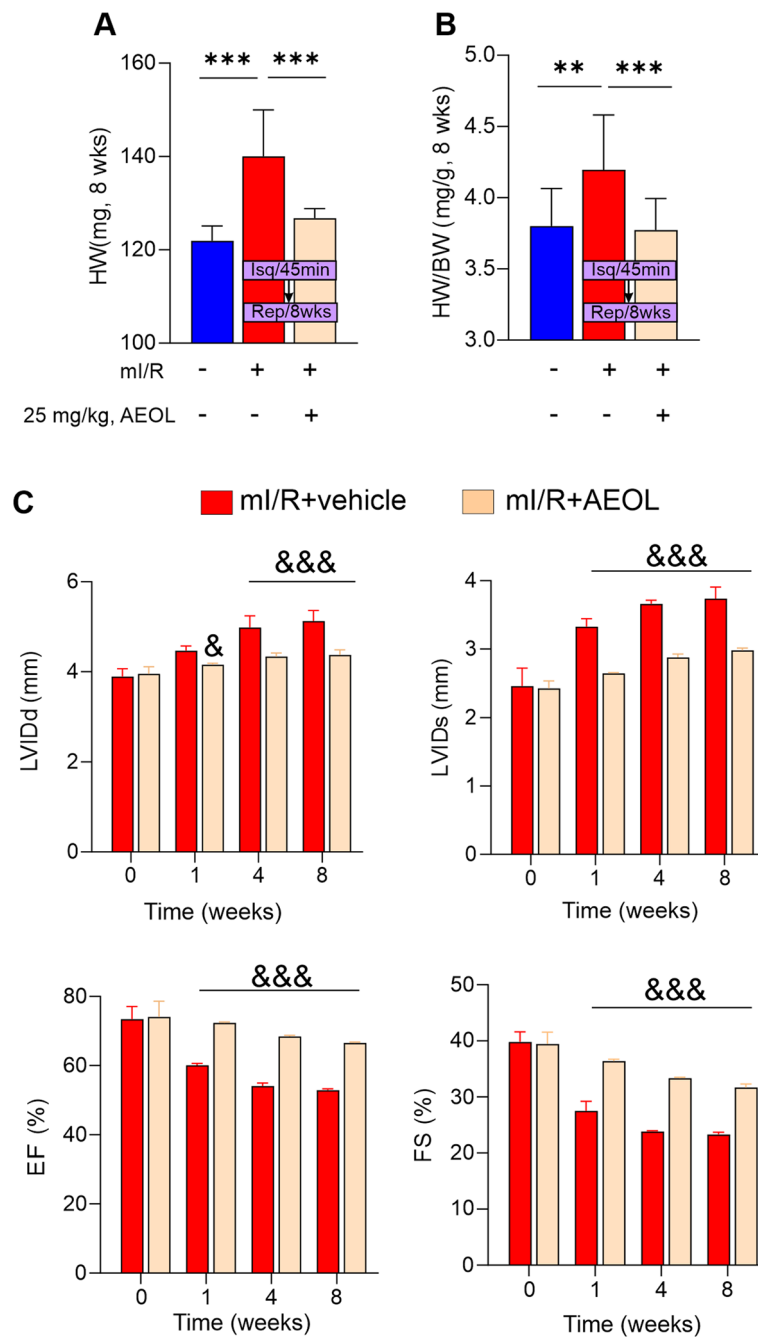 A
*** ***
160
140
120
100
HW(mg, 8 wks)
Isq/45min
Rep/8wks
mI/R - + +
25 mg/kg, AEOL - - +
B
** ***
5.0
4.5
4.0
3.5
3.0
HW/BW (mg/g, 8 wks)
Isq/45min
Rep/8wks
- + +
- - +
C
mI/R+vehicle mI/R+AEOL
&&&
&
6
4
2
0
LVIDd (mm)
0 1 4 8
Time (weeks)
&&&
4
3
2
1
0
LVIDs (mm)
0 1 4 8
Time (weeks)
&&&
80
60
40
20
0
EF (%)
0 1 4 8
Time (weeks)
&&&
50
40
30
20
10
0
FS (%)
0 1 4 8
Time (weeks)